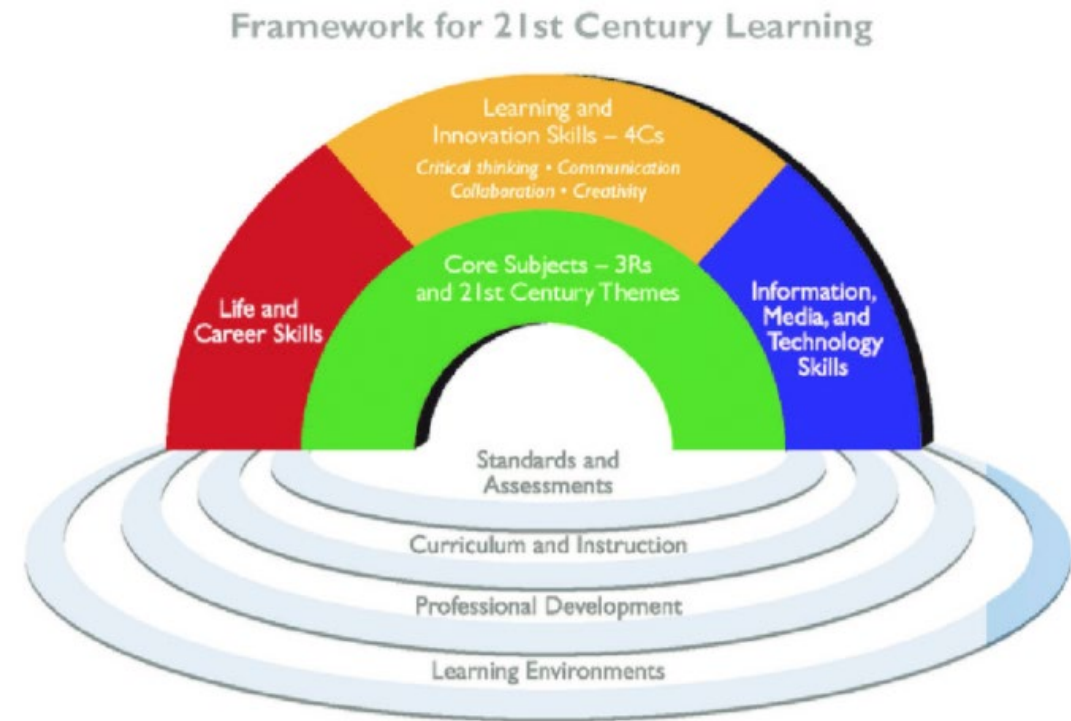 Framework for 21st Century Learning
Learning and
Innovation Skills – 4Cs
Critical thinking • Communication
Collaboration • Creativity
Core Subjects – 3Rs
and 21st Century Themes
Life and
Career Skills
Information,
Media, and
Technology
Skills
Standards and
Assessments
Curriculum and Instruction
Professional Development
Learning Environments